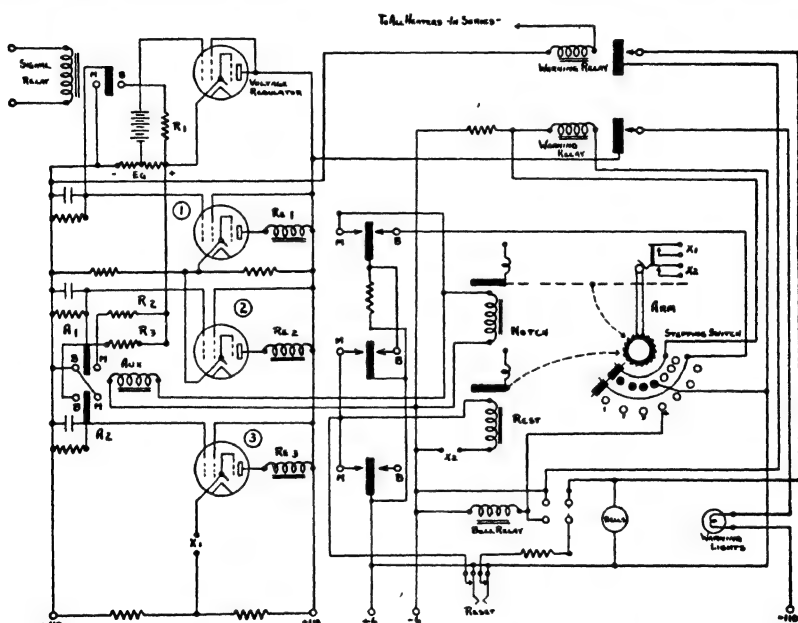 To All Heaters -In Series-
Signal
Relay
M
B
Voltage
Regulator
R1
- EG +
Warning Relay
Warning
Relay
1
Re 1
M
B
X1
X2
Arm
Stepping Switch
R2
A1
R3
2
Re 2
Notch
B
M
Aux
M
B
B
M
A2
Rest
3
Re 3
M
B
X2
Bell Relay
Bells
Warning
Lights
X1
Reset
+6
-6
-110